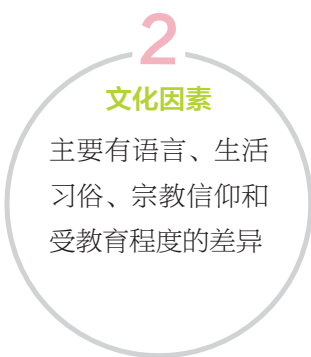 2
文化因素
主要有语言、生活
习俗、宗教信仰和
受教育程度的差异